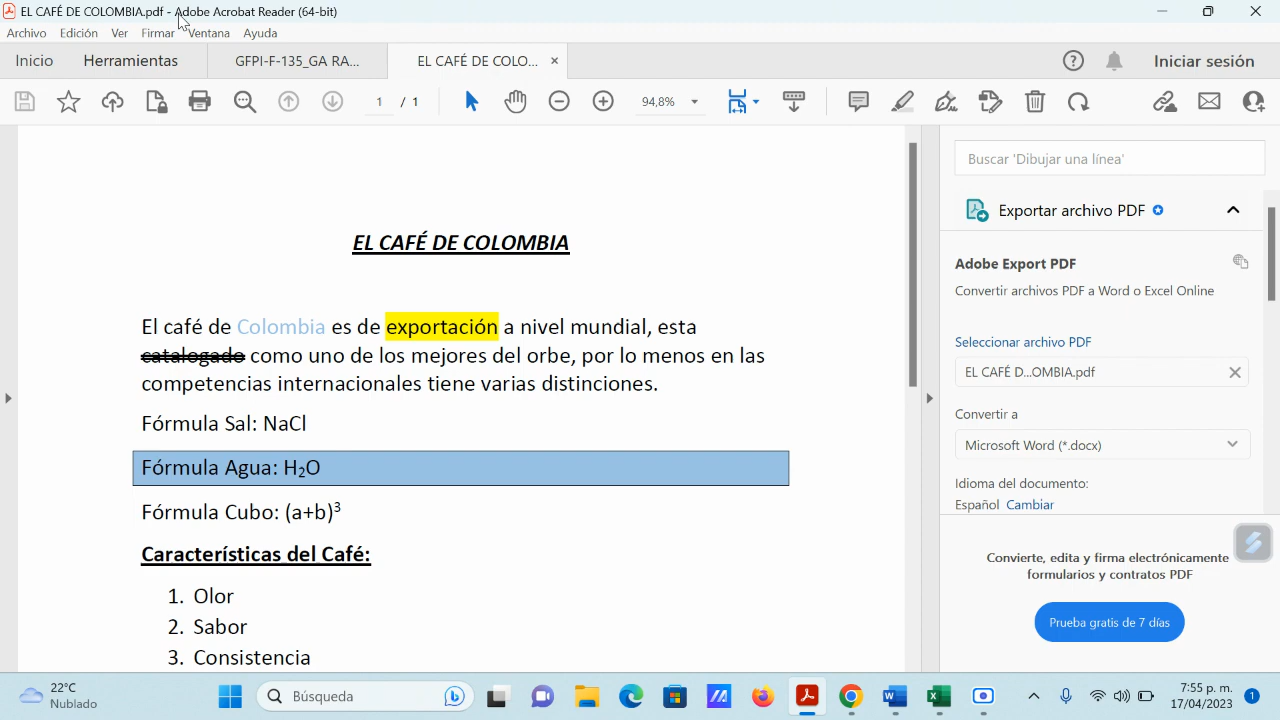 EL CAFÉ DE COLOMBIA.pdf - Adobe Acrobat Reader (64-bit)
Archivo Edición Ver Firmar Ventana Ayuda
Inicio Herramientas GFPI-F-135_GA RA... EL CAFÉ DE COLO... Iniciar sesión
1 / 1 94,8%
Buscar 'Dibujar una línea'
Exportar archivo PDF
EL CAFÉ DE COLOMBIA
Adobe Export PDF
Convertir archivos PDF a Word o Excel Online
El café de Colombia es de exportación a nivel mundial, esta
catalogado como uno de los mejores del orbe, por lo menos en las
competencias internacionales tiene varias distinciones.
Seleccionar archivo PDF
EL CAFÉ D...OMBIA.pdf
Convertir a
Microsoft Word (*.docx)
Fórmula Sal: NaCl
Fórmula Agua: H₂O
Fórmula Cubo: (a+b)³
Idioma del documento:
Español Cambiar
Características del Café:
1. Olor
2. Sabor
3. Consistencia
Convierte, edita y firma electrónicamente
formularios y contratos PDF
Prueba gratis de 7 días
22°C
Nublado
Búsqueda
7:55 p. m.
17/04/2023
1